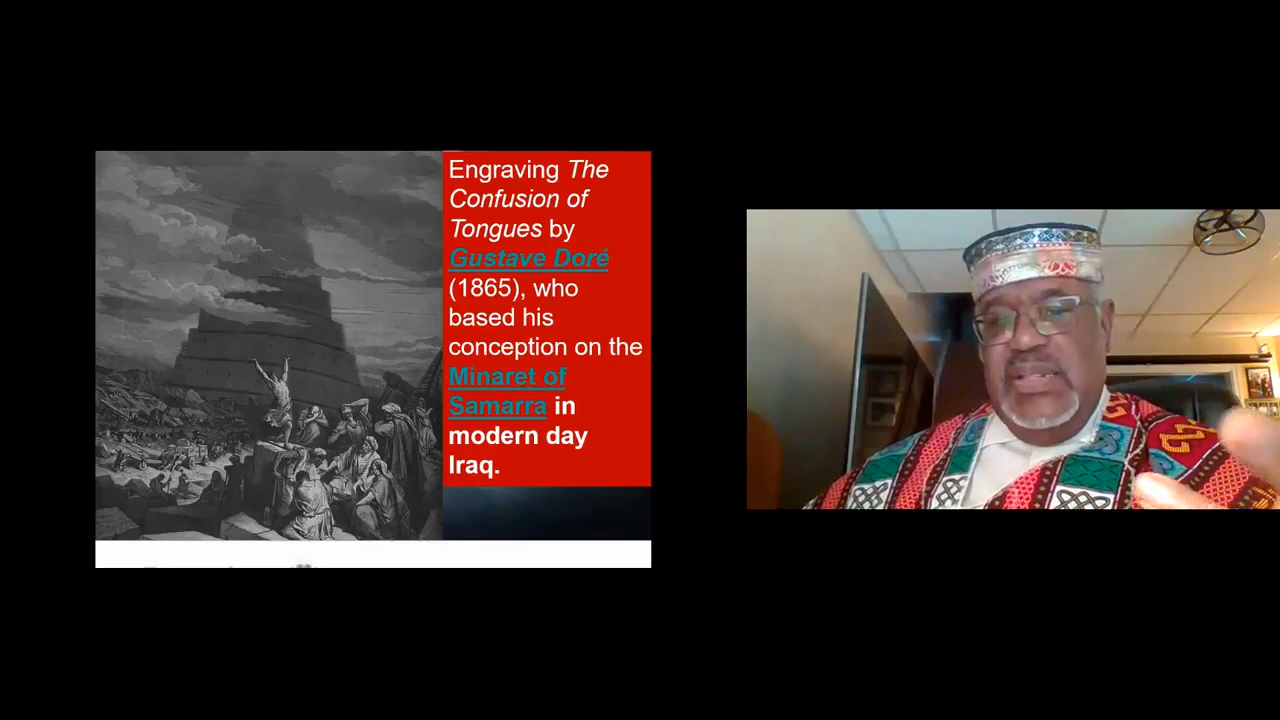 Engraving The
Confusion of
Tongues by
Gustave Doré
(1865), who
based his
conception on the
Minaret of
Samarra in
modern day
Iraq.